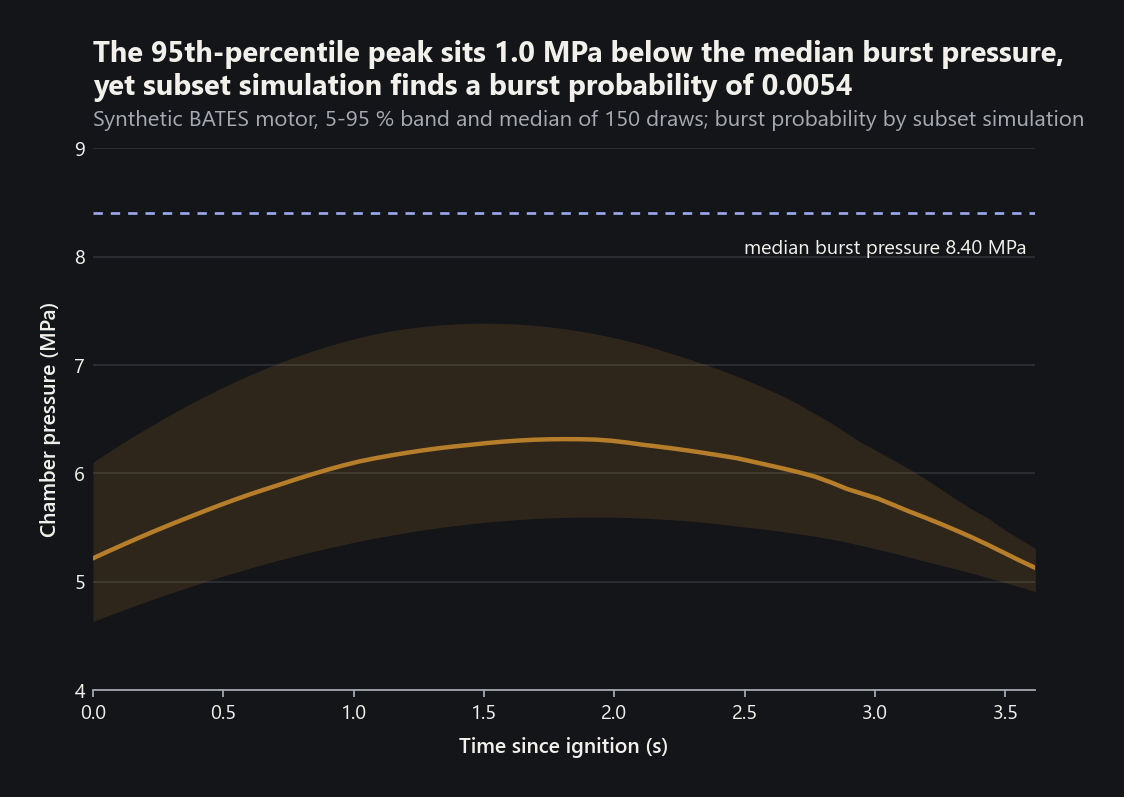 The 95th-percentile peak sits 1.0 MPa below the median burst pressure,
yet subset simulation finds a burst probability of 0.0054
Synthetic BATES motor, 5-95 % band and median of 150 draws; burst probability by subset simulation
9
8
7
6
5
4
median burst pressure 8.40 MPa
Chamber pressure (MPa)
0.0
0.5
1.0
1.5
2.0
2.5
3.0
3.5
Time since ignition (s)